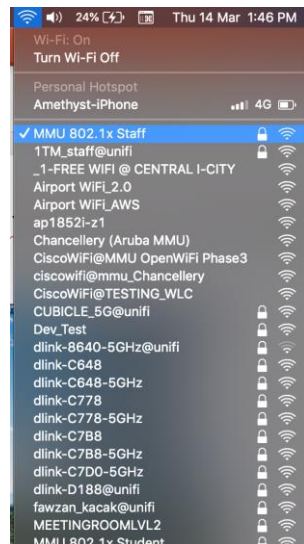 24% Thu 14 Mar 1:46 PM
Wi-Fi: On
Turn Wi-Fi Off
Personal Hotspot
Amethyst-iPhone 4G
✓ MMU 802.1x Staff
1TM_staff@unifi
_1-FREE WIFI @ CENTRAL I-CITY
Airport WiFi_2.0
Airport WiFi_AWS
ap1852i-z1
Chancellery (Aruba MMU)
CiscoWiFi@MMU OpenWiFi Phase3
ciscowifi@mmu_Chancellery
CiscoWiFi@TESTING_WLC
CUBICLE_5G@unifi
Dev_Test
dlink-8640-5GHz@unifi
dlink-C648
dlink-C648-5GHz
dlink-C778
dlink-C778-5GHz
dlink-C7B8
dlink-C7B8-5GHz
dlink-C7D0-5GHz
dlink-D188@unifi
fawzan_kacak@unifi
MEETINGROOMLVL2
MMU 802.1x Student